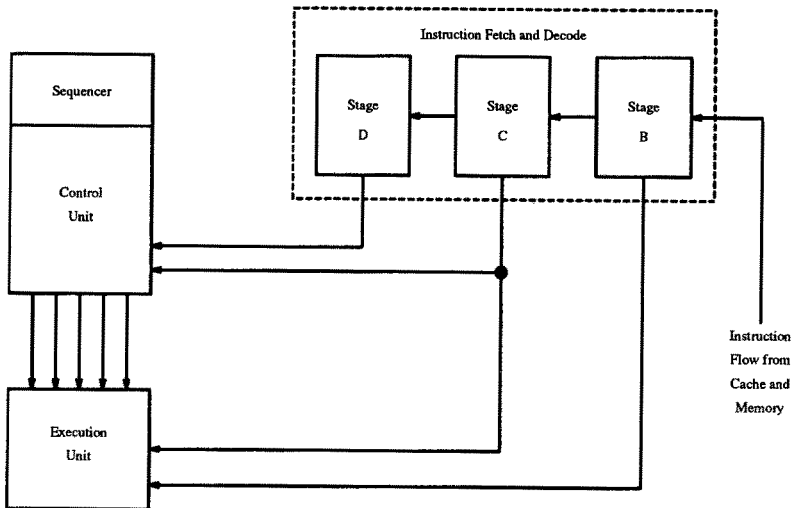 Instruction Fetch and Decode
Sequencer
Control
Unit
Stage
D
Stage
C
Stage
B
Instruction
Flow from
Cache and
Memory
Execution
Unit